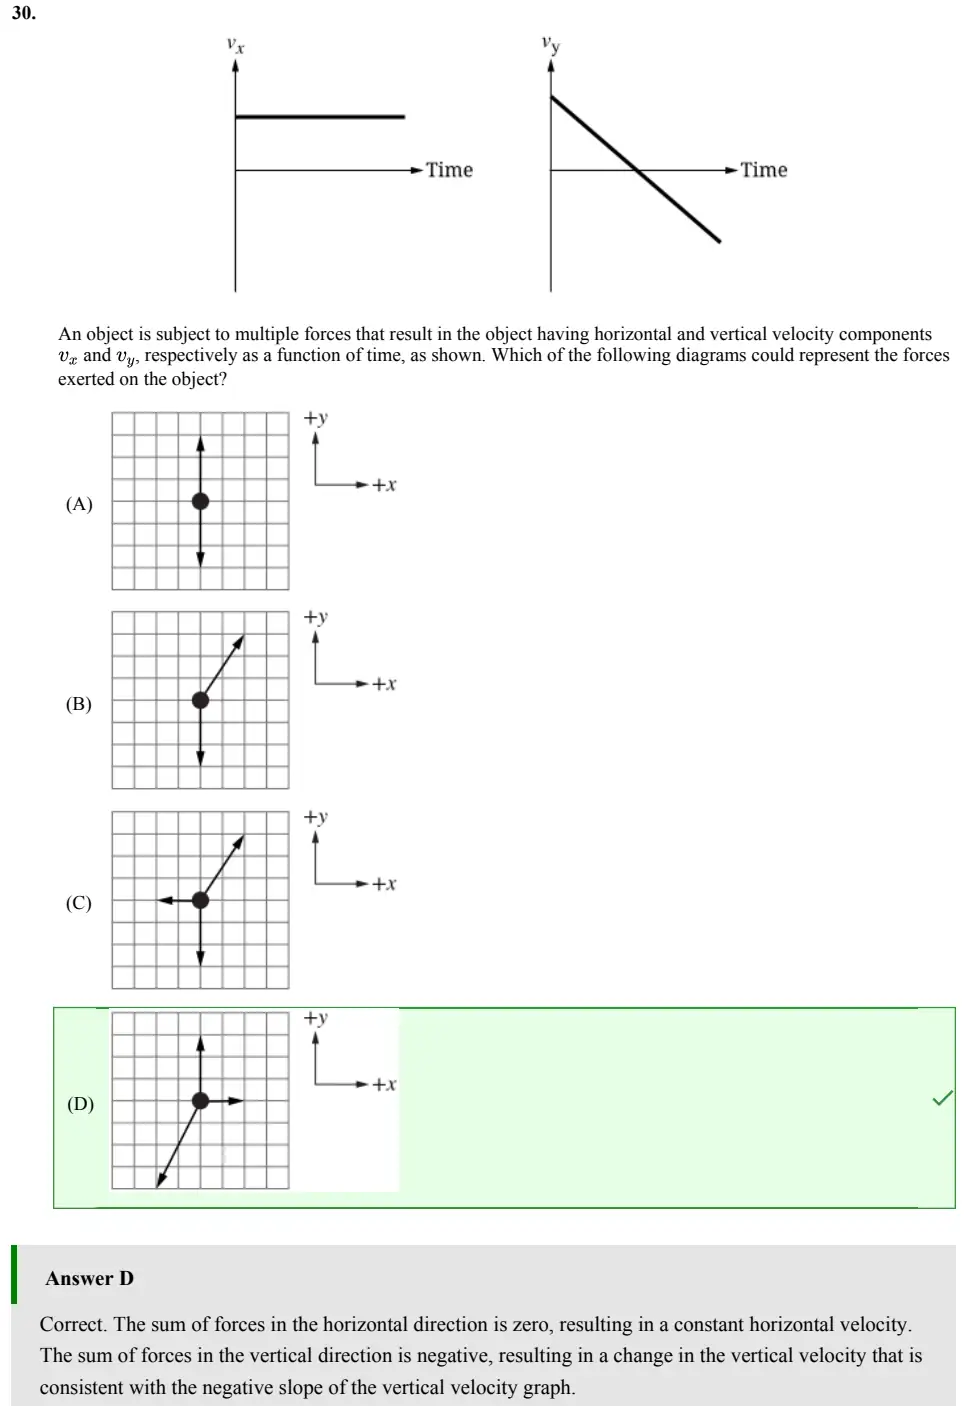 30.
vx vy
Time Time
An object is subject to multiple forces that result in the object having horizontal and vertical velocity components
vx and vy, respectively as a function of time, as shown. Which of the following diagrams could represent the forces
exerted on the object?
+y
(A) +x
+y
(B) +x
+y
(C) +x
+y
(D) +x
Answer D
Correct. The sum of forces in the horizontal direction is zero, resulting in a constant horizontal velocity.
The sum of forces in the vertical direction is negative, resulting in a change in the vertical velocity that is
consistent with the negative slope of the vertical velocity graph.